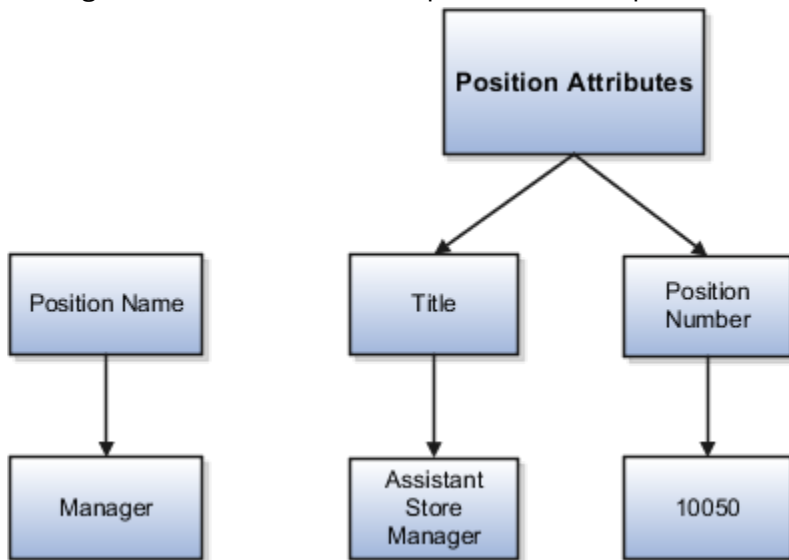 Position Attributes
Position Name
Title
Position
Number
Manager
Assistant
Store
Manager
10050